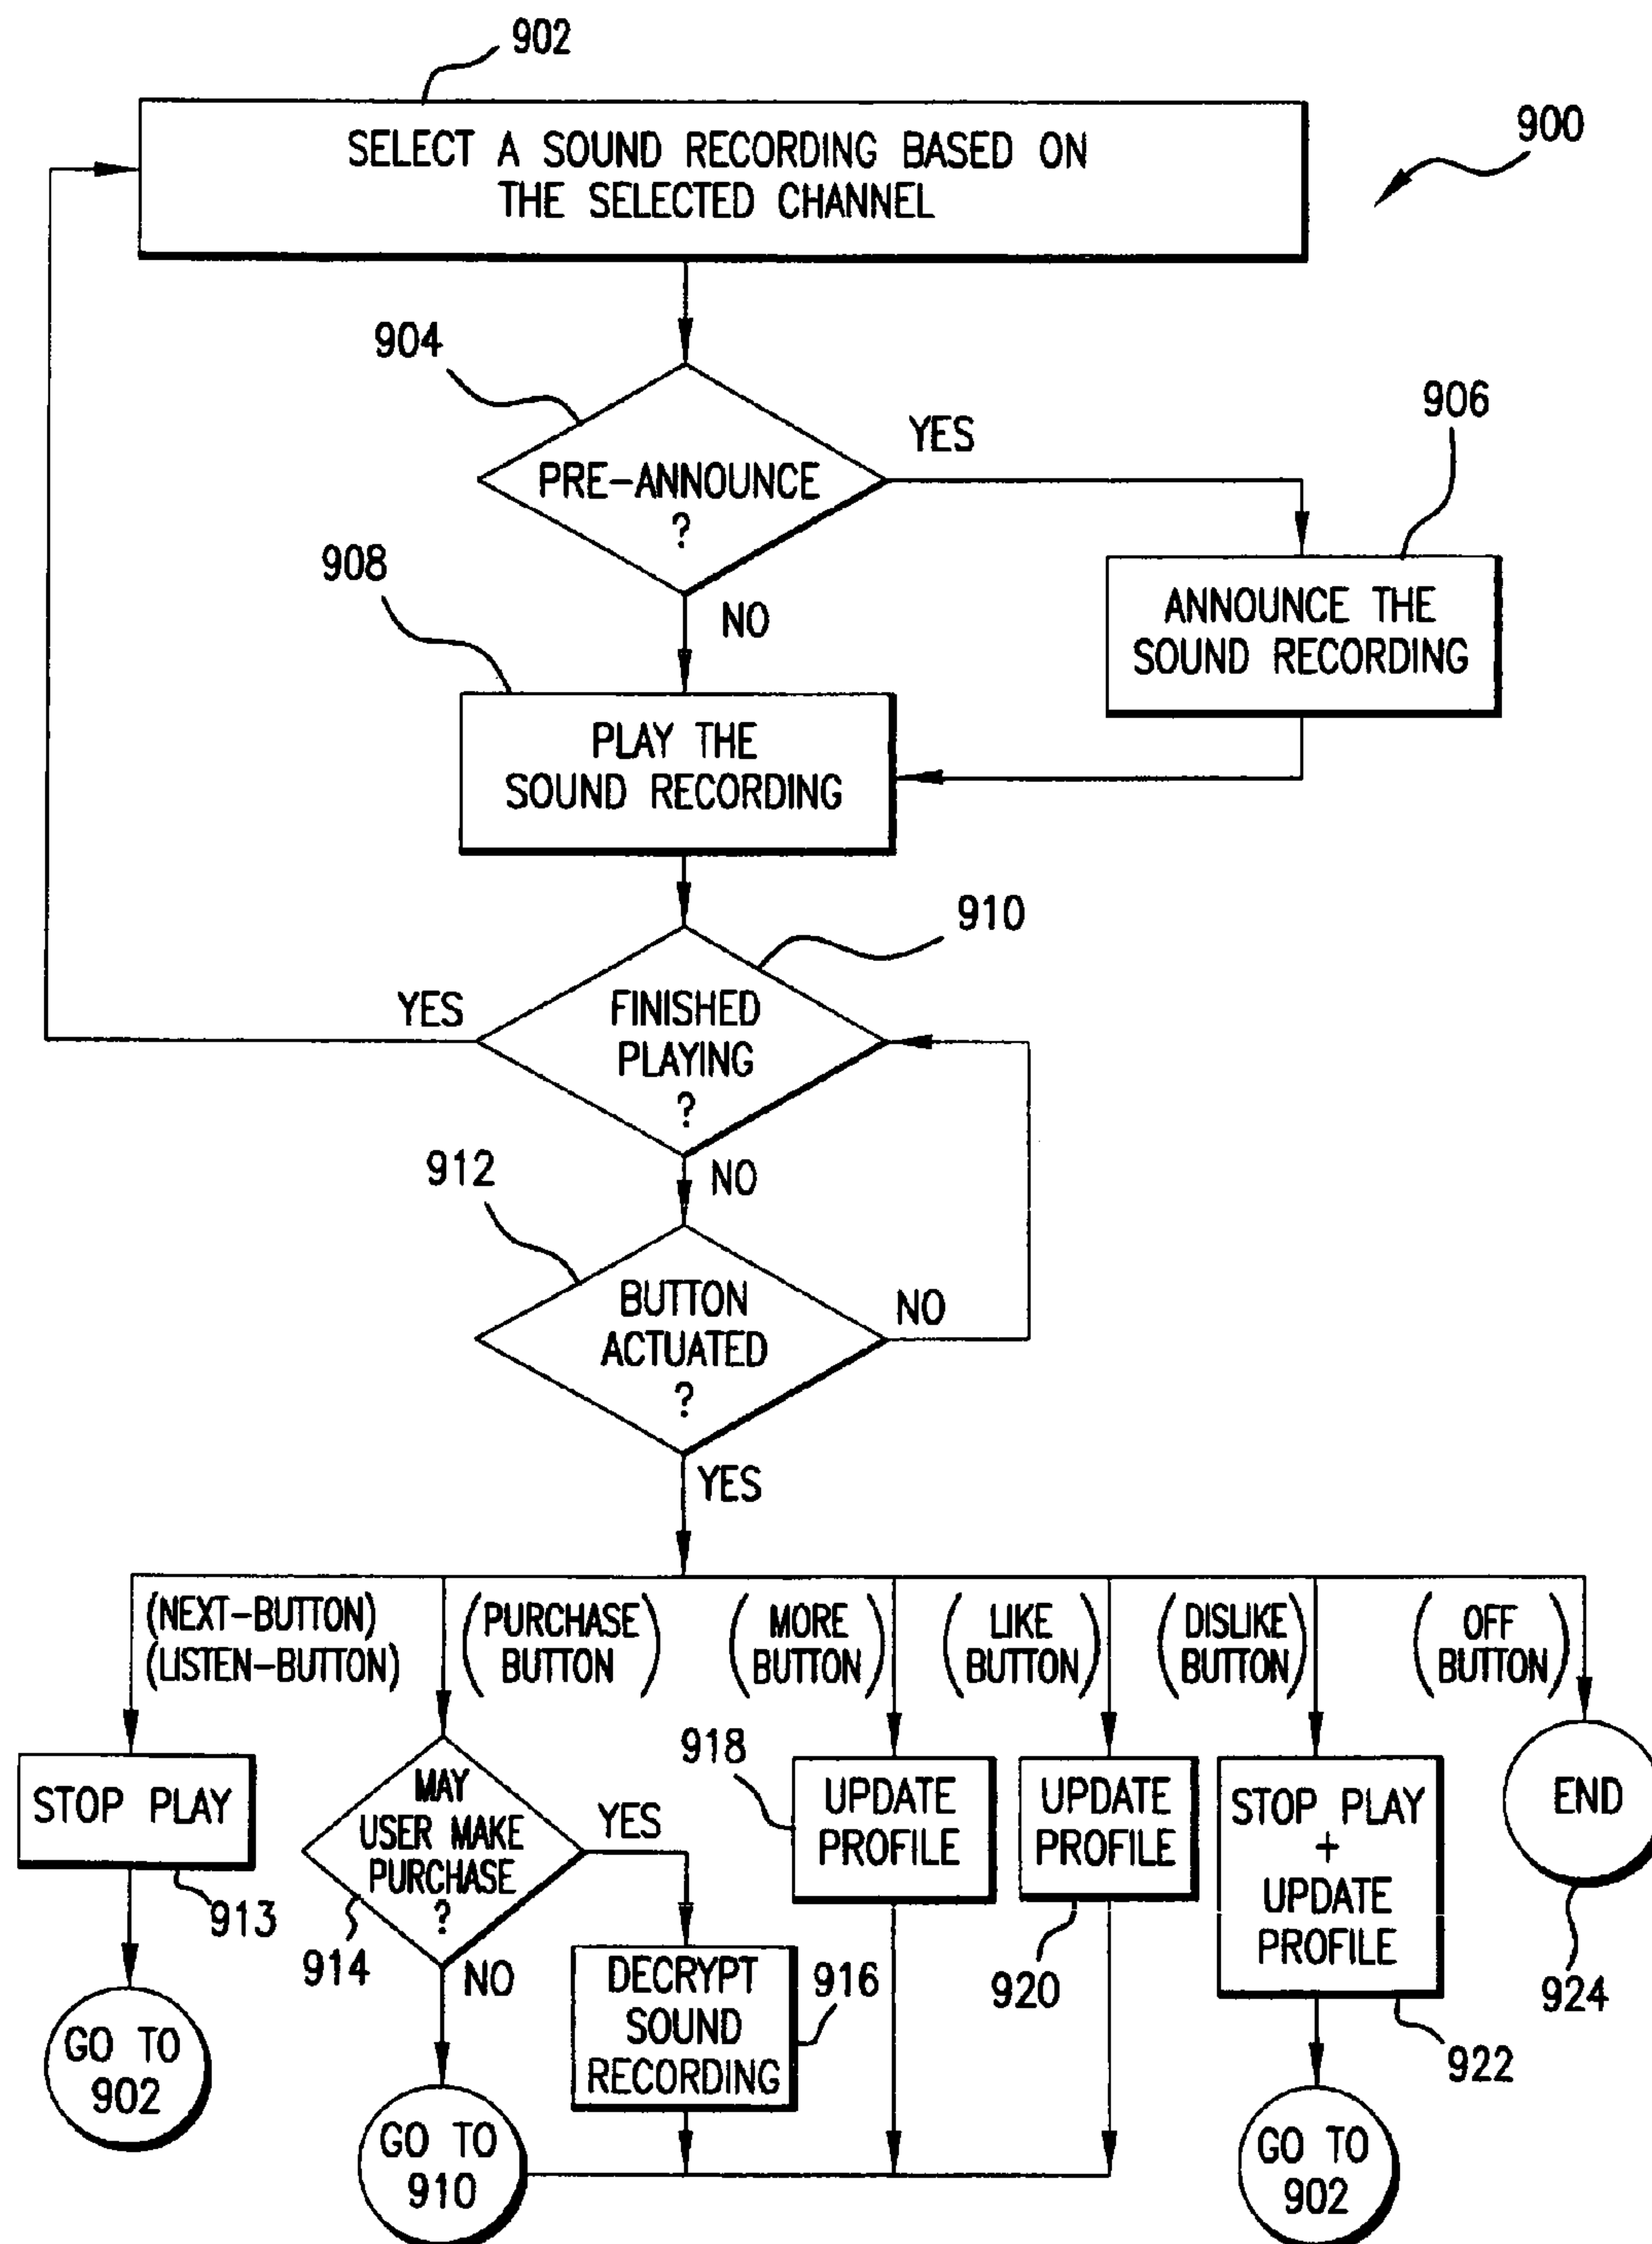 902
SELECT A SOUND RECORDING BASED ON
THE SELECTED CHANNEL
900
904
PRE-ANNOUNCE
?
YES
906
ANNOUNCE THE
SOUND RECORDING
NO
908
PLAY THE
SOUND RECORDING
910
FINISHED
PLAYING
?
YES
NO
912
BUTTON
ACTUATED
?
NO
YES
(NEXT-BUTTON)
(LISTEN-BUTTON)
(PURCHASE
BUTTON)
(MORE
BUTTON)
(LIKE
BUTTON)
(DISLIKE
BUTTON)
(OFF
BUTTON)
STOP PLAY
913
GO TO
902
MAY
USER MAKE
PURCHASE
?
914
YES
NO
DECRYPT
SOUND
RECORDING
916
GO TO
910
918
UPDATE
PROFILE
UPDATE
PROFILE
920
STOP PLAY
+
UPDATE
PROFILE
922
GO TO
902
END
924